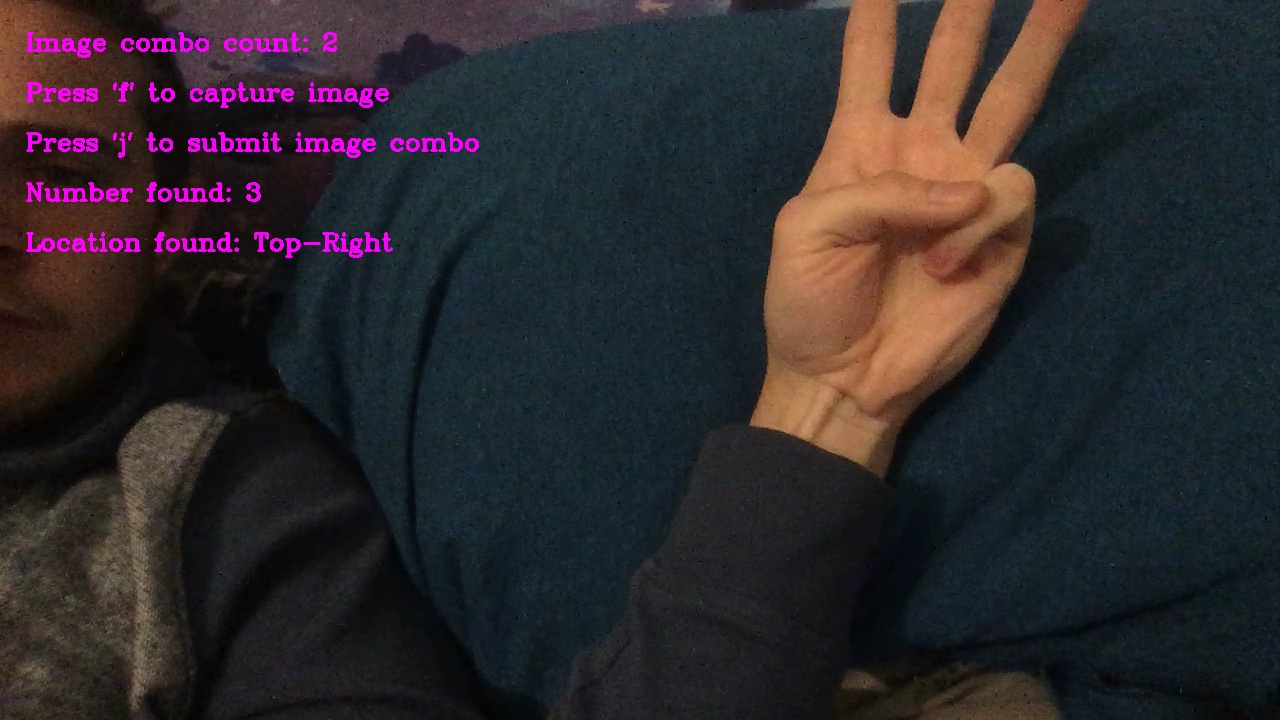 Image combo count: 2
Press 'f' to capture image
Press 'j' to submit image combo
Number found: 3
Location found: Top-Right